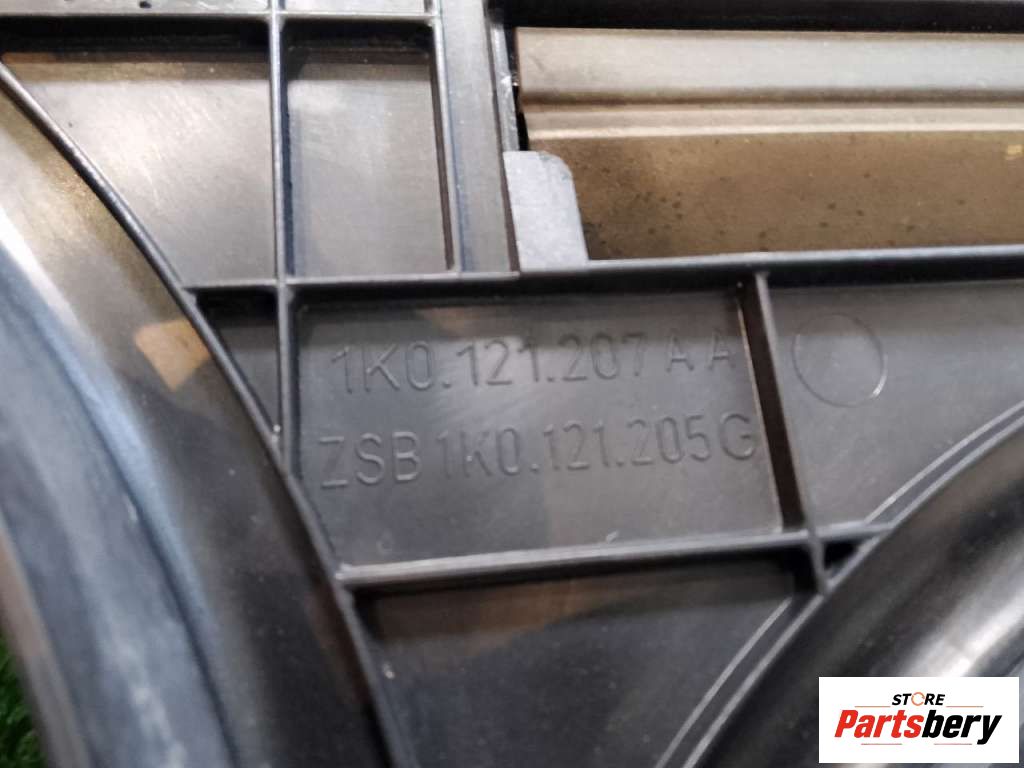 1K0.121.207 A A
ZSB 1K0.121.205 G
STORE
Partsbery